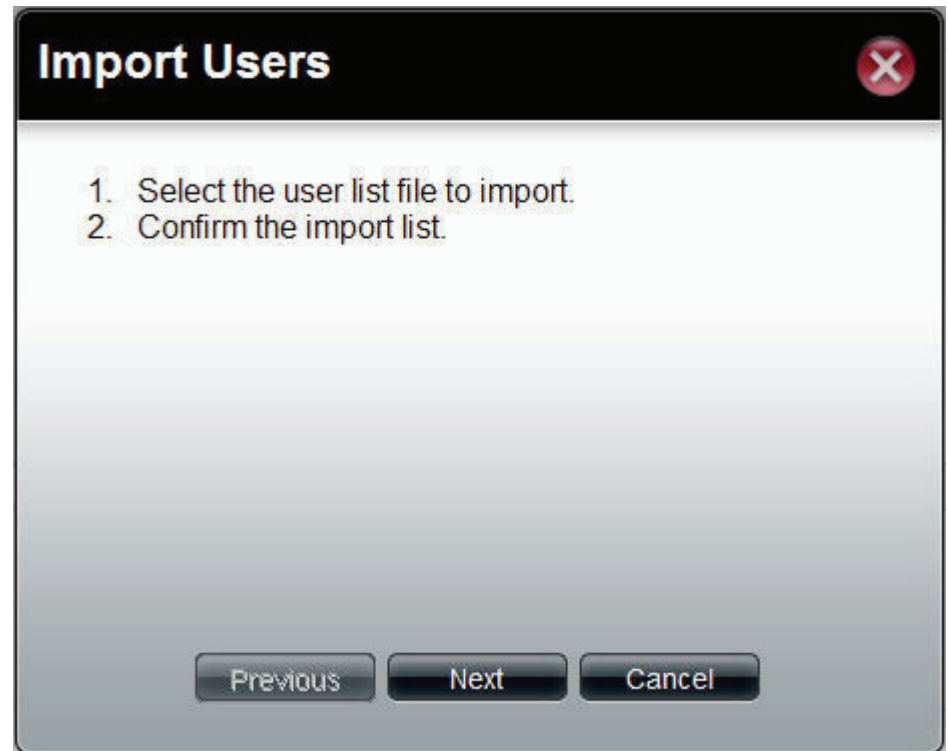 Import Users
1. Select the user list file to import.
2. Confirm the import list.
Previous Next Cancel